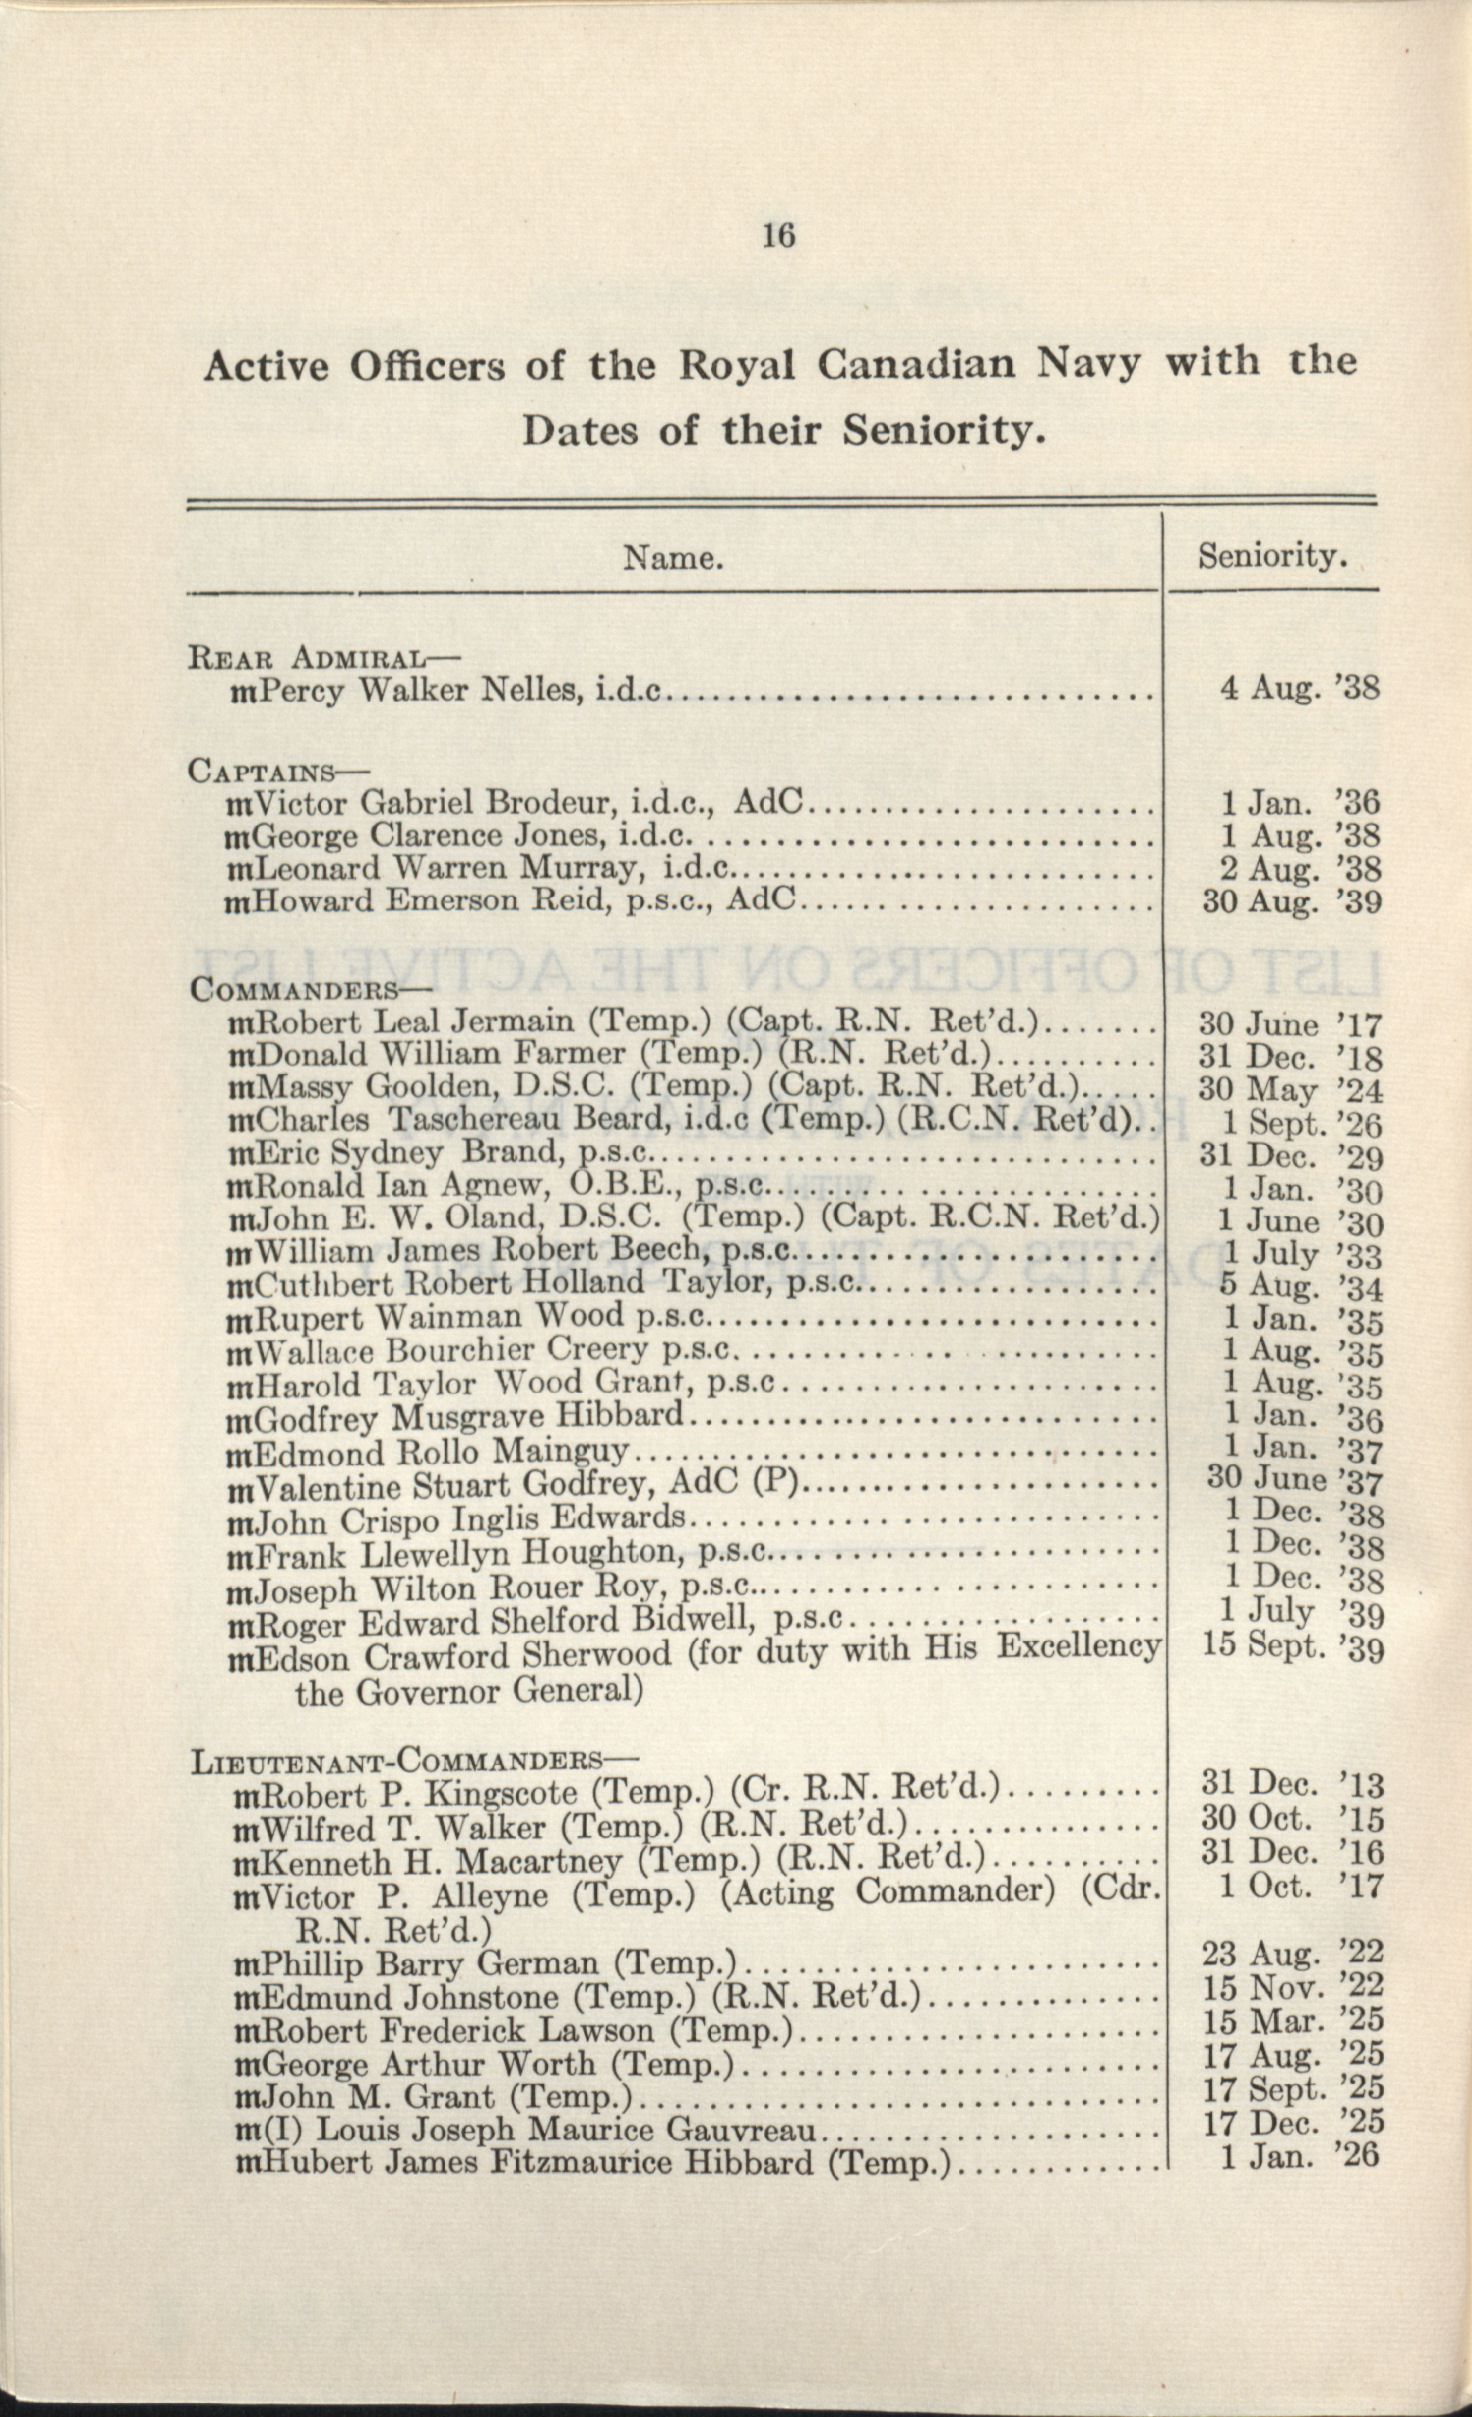 16
Active Officers of the Royal Canadian Navy with the
Dates of their Seniority.
Name. Seniority.
REAR ADMIRAL—
mPercy Walker Nelles, i.d.c. 4 Aug. '38
CAPTAINS—
mVictor Gabriel Brodeur, i.d.c., AdC. 1 Jan. '36
mGeorge Clarence Jones, i.d.c. 1 Aug. '38
mLeonard Warren Murray, i.d.c. 2 Aug. '38
mHoward Emerson Reid, p.s.c., AdC. 30 Aug. '39
COMMANDERS—
mRobert Leal Jermain (Temp.) (Capt. R.N. Ret'd.) 30 June '17
mDonald William Farmer (Temp.) (R.N. Ret'd.) 31 Dec. '18
mMassy Goolden, D.S.C. (Temp.) (Capt. R.N. Ret'd.) 30 May '24
mCharles Taschereau Beard, i.d.c (Temp.) (R.C.N. Ret'd) 1 Sept. '26
mEric Sydney Brand, p.s.c. 31 Dec. '29
mRonald Ian Agnew, O.B.E., p.s.c. 1 Jan. '30
mJohn E. W. Oland, D.S.C. (Temp.) (Capt. R.C.N. Ret'd.) 1 June '30
mWilliam James Robert Beech, p.s.c. 1 July '33
mCuthbert Robert Holland Taylor, p.s.c. 5 Aug. '34
mRupert Wainman Wood p.s.c. 1 Jan. '35
mWallace Bourchier Creery p.s.c. 1 Aug. '35
mHarold Taylor Wood Grant, p.s.c. 1 Aug. '35
mGodfrey Musgrave Hibbard 1 Jan. '36
mEdmond Rollo Mainguy 1 Jan. '37
mValentine Stuart Godfrey, AdC (P) 30 June '37
mJohn Crispo Inglis Edwards 1 Dec. '38
mFrank Llewellyn Houghton, p.s.c. 1 Dec. '38
mJoseph Wilton Rouer Roy, p.s.c. 1 Dec. '38
mRoger Edward Shelford Bidwell, p.s.c. 1 July '39
mEdson Crawford Sherwood (for duty with His Excellency 15 Sept. '39
the Governor General)
LIEUTENANT-COMMANDERS—
mRobert P. Kingscote (Temp.) (Cr. R.N. Ret'd.) 31 Dec. '13
mWilfred T. Walker (Temp.) (R.N. Ret'd.) 30 Oct. '15
mKenneth H. Macartney (Temp.) (R.N. Ret'd.) 31 Dec. '16
mVictor P. Alleyne (Temp.) (Acting Commander) (Cdr. 1 Oct. '17
R.N. Ret'd.)
mPhillip Barry German (Temp.) 23 Aug. '22
mEdmund Johnstone (Temp.) (R.N. Ret'd.) 15 Nov. '22
mRobert Frederick Lawson (Temp.) 15 Mar. '25
mGeorge Arthur Worth (Temp.) 17 Aug. '25
mJohn M. Grant (Temp.) 17 Sept. '25
m(I) Louis Joseph Maurice Gauvreau 17 Dec. '25
mHubert James Fitzmaurice Hibbard (Temp.) 1 Jan. '26